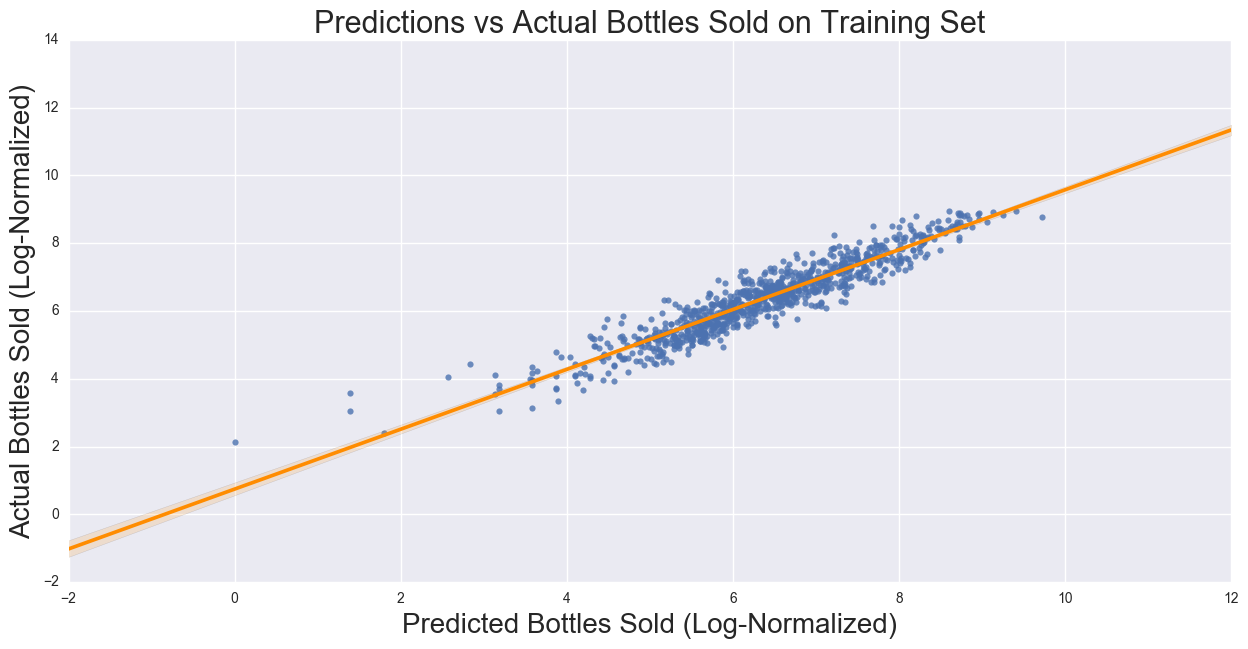 Predictions vs Actual Bottles Sold on Training Set
14
12
10
8
6
4
2
0
−2
Actual Bottles Sold (Log-Normalized)
−2 0 2 4 6 8 10 12
Predicted Bottles Sold (Log-Normalized)